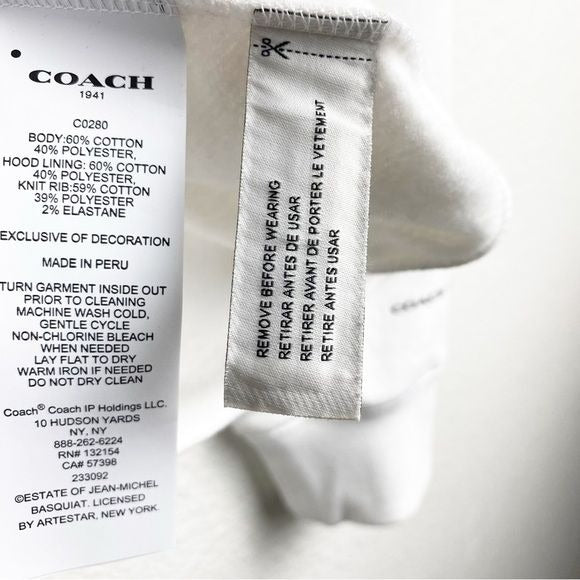 COACH
1941
C0280
BODY:60% COTTON
40% POLYESTER,
HOOD LINING: 60% COTTON
40% POLYESTER,
KNIT RIB:59% COTTON
39% POLYESTER
2% ELASTANE
EXCLUSIVE OF DECORATION
MADE IN PERU
TURN GARMENT INSIDE OUT
PRIOR TO CLEANING
MACHINE WASH COLD,
GENTLE CYCLE
NON-CHLORINE BLEACH
WHEN NEEDED
LAY FLAT TO DRY
WARM IRON IF NEEDED
DO NOT DRY CLEAN
Coach® Coach IP Holdings LLC.
10 HUDSON YARDS
NY, NY
888-262-6224
RN# 132154
CA# 57398
233092
©ESTATE OF JEAN-MICHEL
BASQUIAT. LICENSED
BY ARTESTAR, NEW YORK
REMOVE BEFORE WEARING
RETIRAR ANTES DE USAR
RETIRER AVANT DE PORTER LE VETEMENT
RETIRE ANTES USAR
COACH